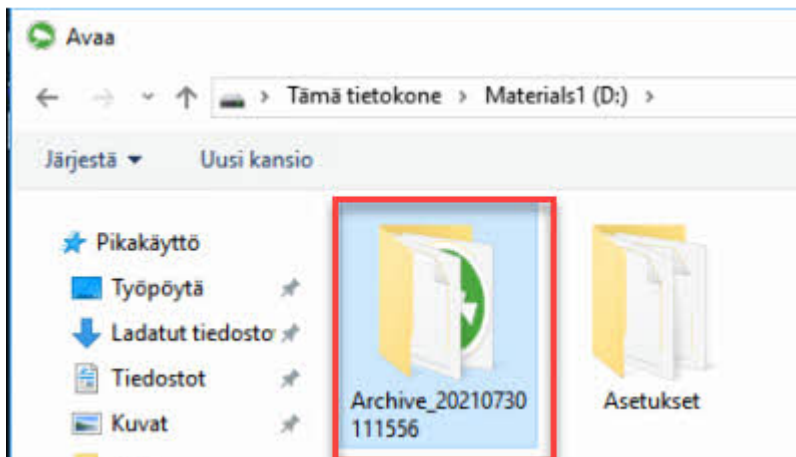 Avaa
Tämä tietokone > Materials1 (D:) >
Järjestä Uusi kansio
Pikakäyttö
Työpöytä
Ladatut tiedosto
Tiedostot
Kuvat
Archive_20210730
111556
Asetukset